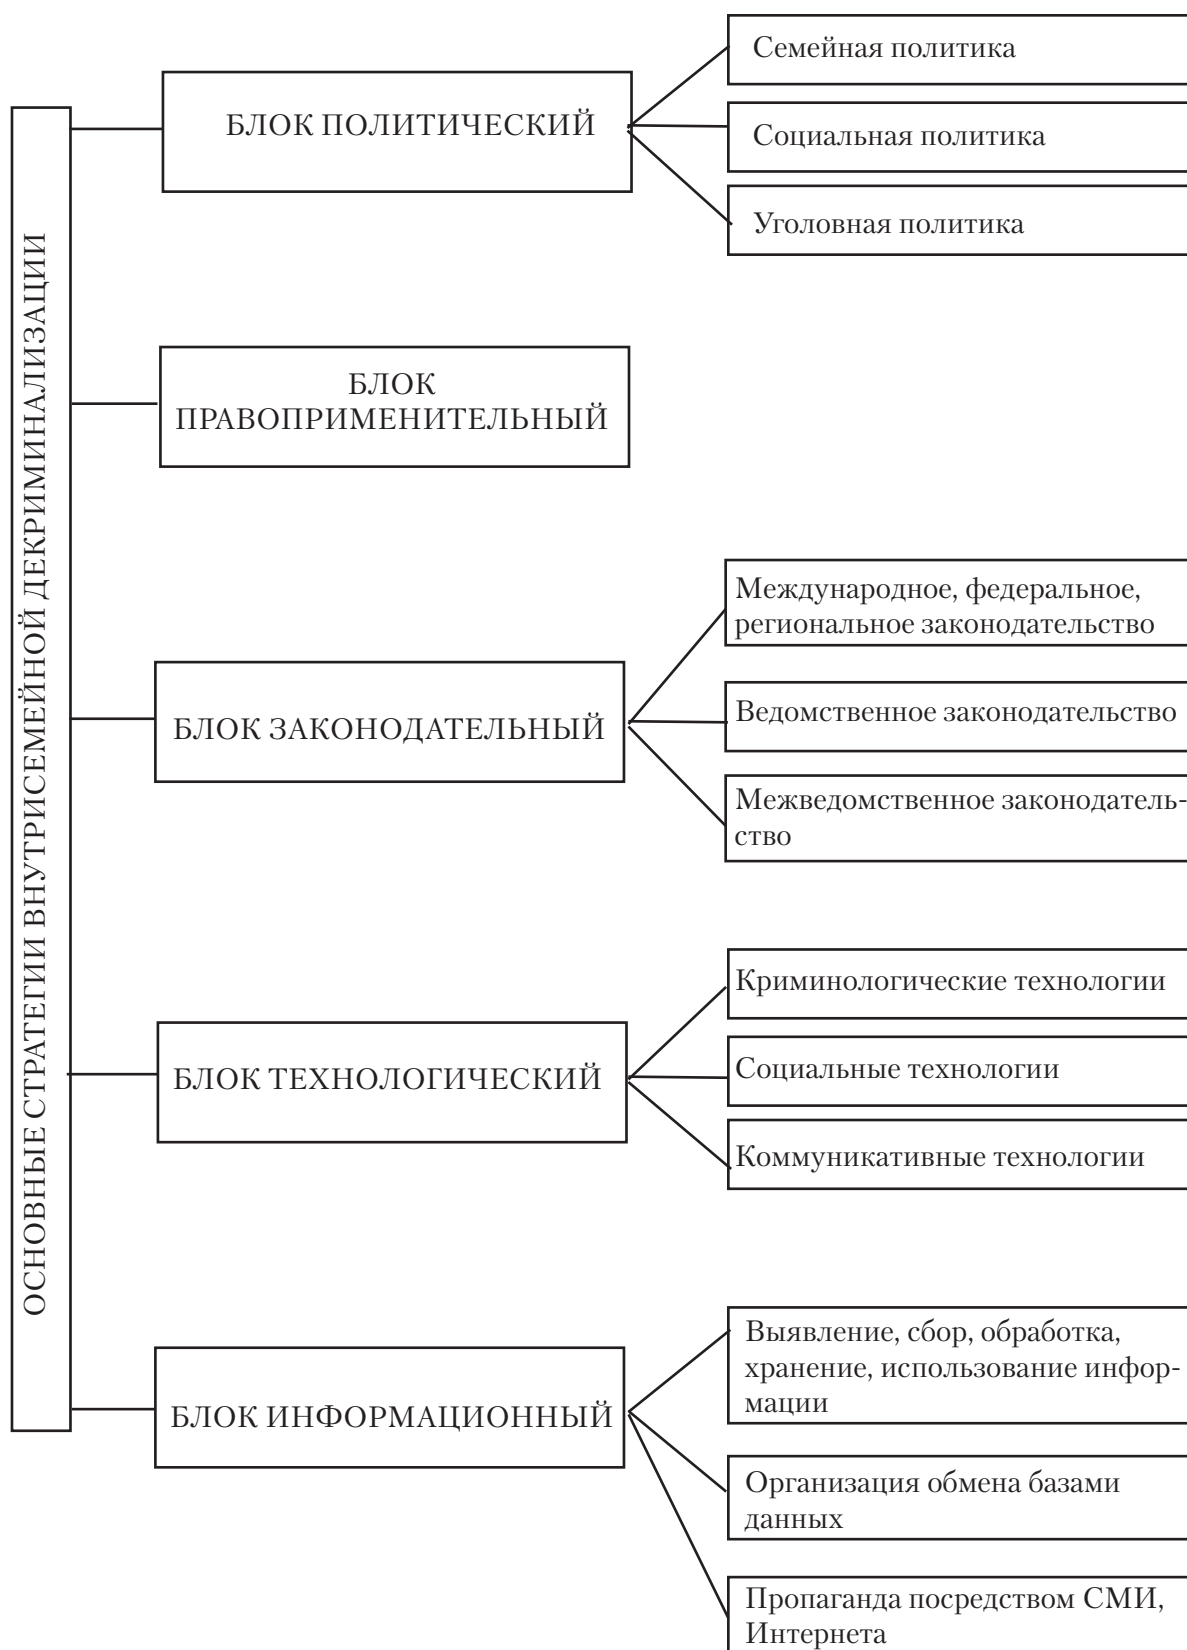 ОСНОВНЫЕ СТРАТЕГИИ ВНУТРИСЕМЕЙНОЙ ДЕКРИМИНАЛИЗАЦИИ
БЛОК ПОЛИТИЧЕСКИЙ
Семейная политика
Социальная политика
Уголовная политика
БЛОК
ПРАВОПРИМЕНИТЕЛЬНЫЙ
БЛОК ЗАКОНОДАТЕЛЬНЫЙ
Международное, федеральное,
региональное законодательство
Ведомственное законодательство
Межведомственное законодатель-
ство
БЛОК ТЕХНОЛОГИЧЕСКИЙ
Криминологические технологии
Социальные технологии
Коммуникативные технологии
БЛОК ИНФОРМАЦИОННЫЙ
Выявление, сбор, обработка,
хранение, использование инфор-
мации
Организация обмена базами
данных
Пропаганда посредством СМИ,
Интернета